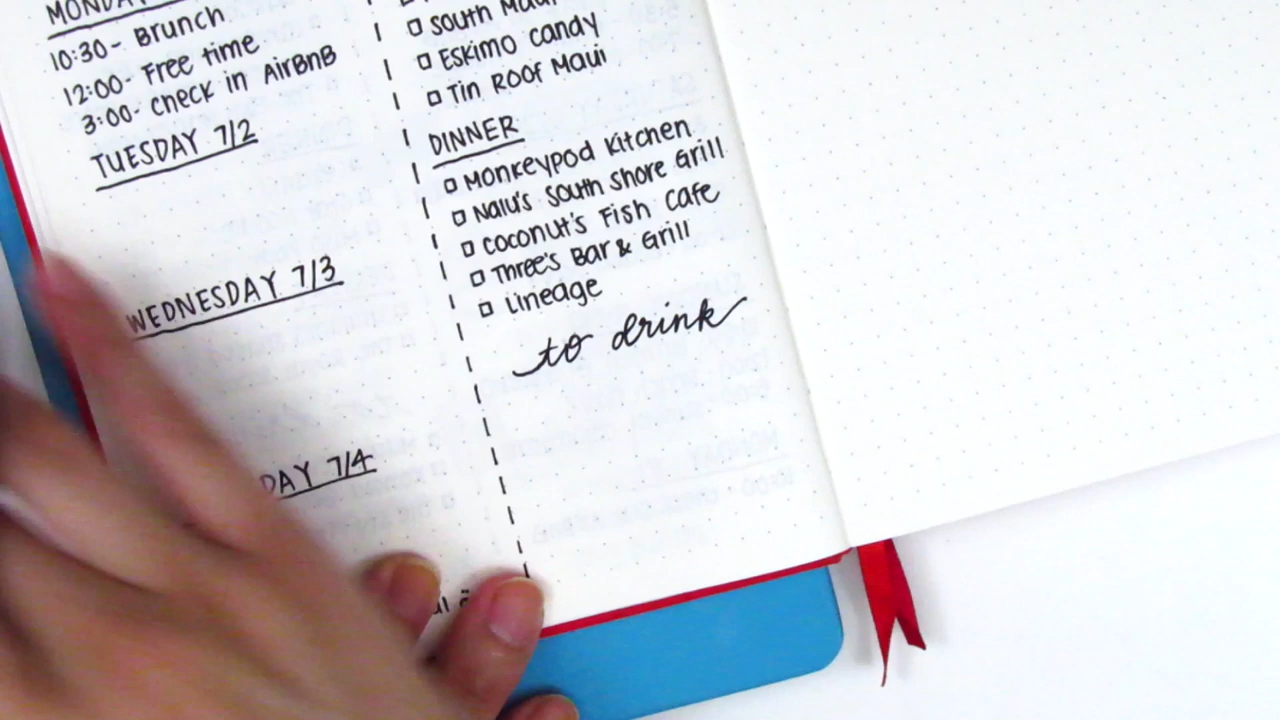 MONDAY
10:30- Brunch
12:00- Free time
3:00- check in AirBnB
TUESDAY 7/2
WEDNESDAY 7/3
DAY 7/4
South Maui
Eskimo candy
Tin Roof Maui
DINNER
Monkeypod Kitchen
Nalu's South Shore Grill
Coconut's Fish Cafe
Three's Bar & Grill
Lineage
to drink